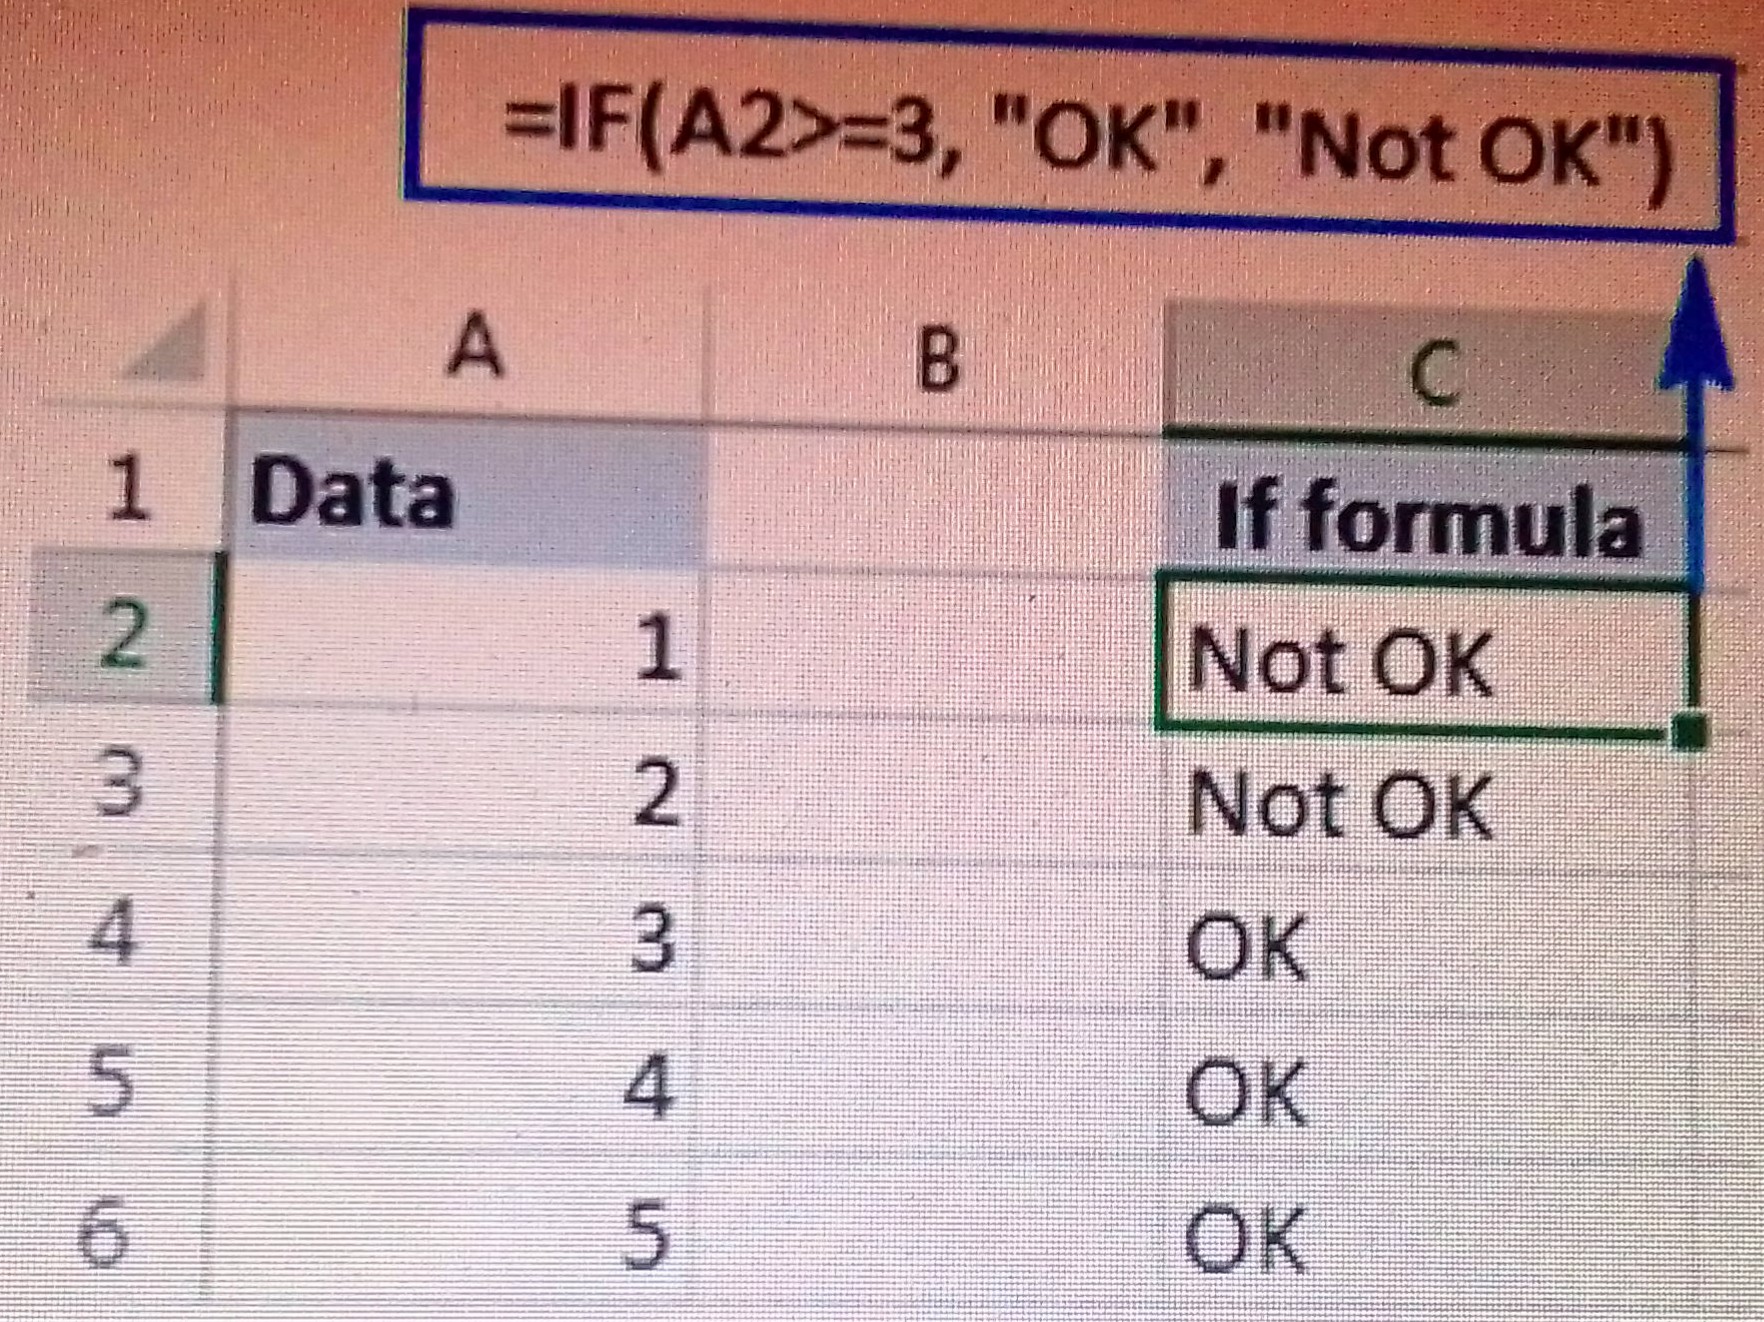 =IF(A2>=3, "OK", "Not OK")
A B C
1 Data If formula
2 1 Not OK
3 2 Not OK
4 3 OK
5 4 OK
6 5 OK